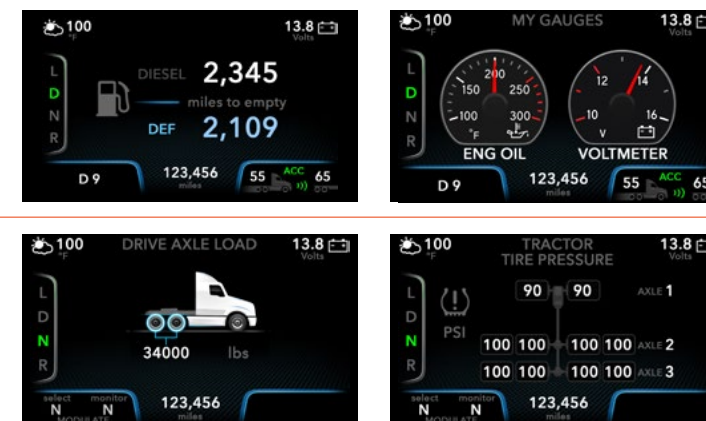 100
°F
13.8
Volts
L
D
N
R
DIESEL 2,345
miles to empty
DEF 2,109
D 9
123,456
miles
55
ACC
65
100
°F
MY GAUGES
13.8
Volts
L
D
N
R
100
150
200
250
300
°F
ENG OIL
10
12
14
16
V
VOLTMETER
D 9
123,456
miles
55
ACC
65
100
°F
DRIVE AXLE LOAD
13.8
Volts
L
D
N
R
34000 lbs
select monitor
N N
MODULATE
123,456
miles
100
°F
TRACTOR
TIRE PRESSURE
13.8
Volts
L
D
N
R
PSI
90 90 AXLE 1
100 100 100 100 AXLE 2
100 100 100 100 AXLE 3
select monitor
N N
MODULATE
123,456
miles